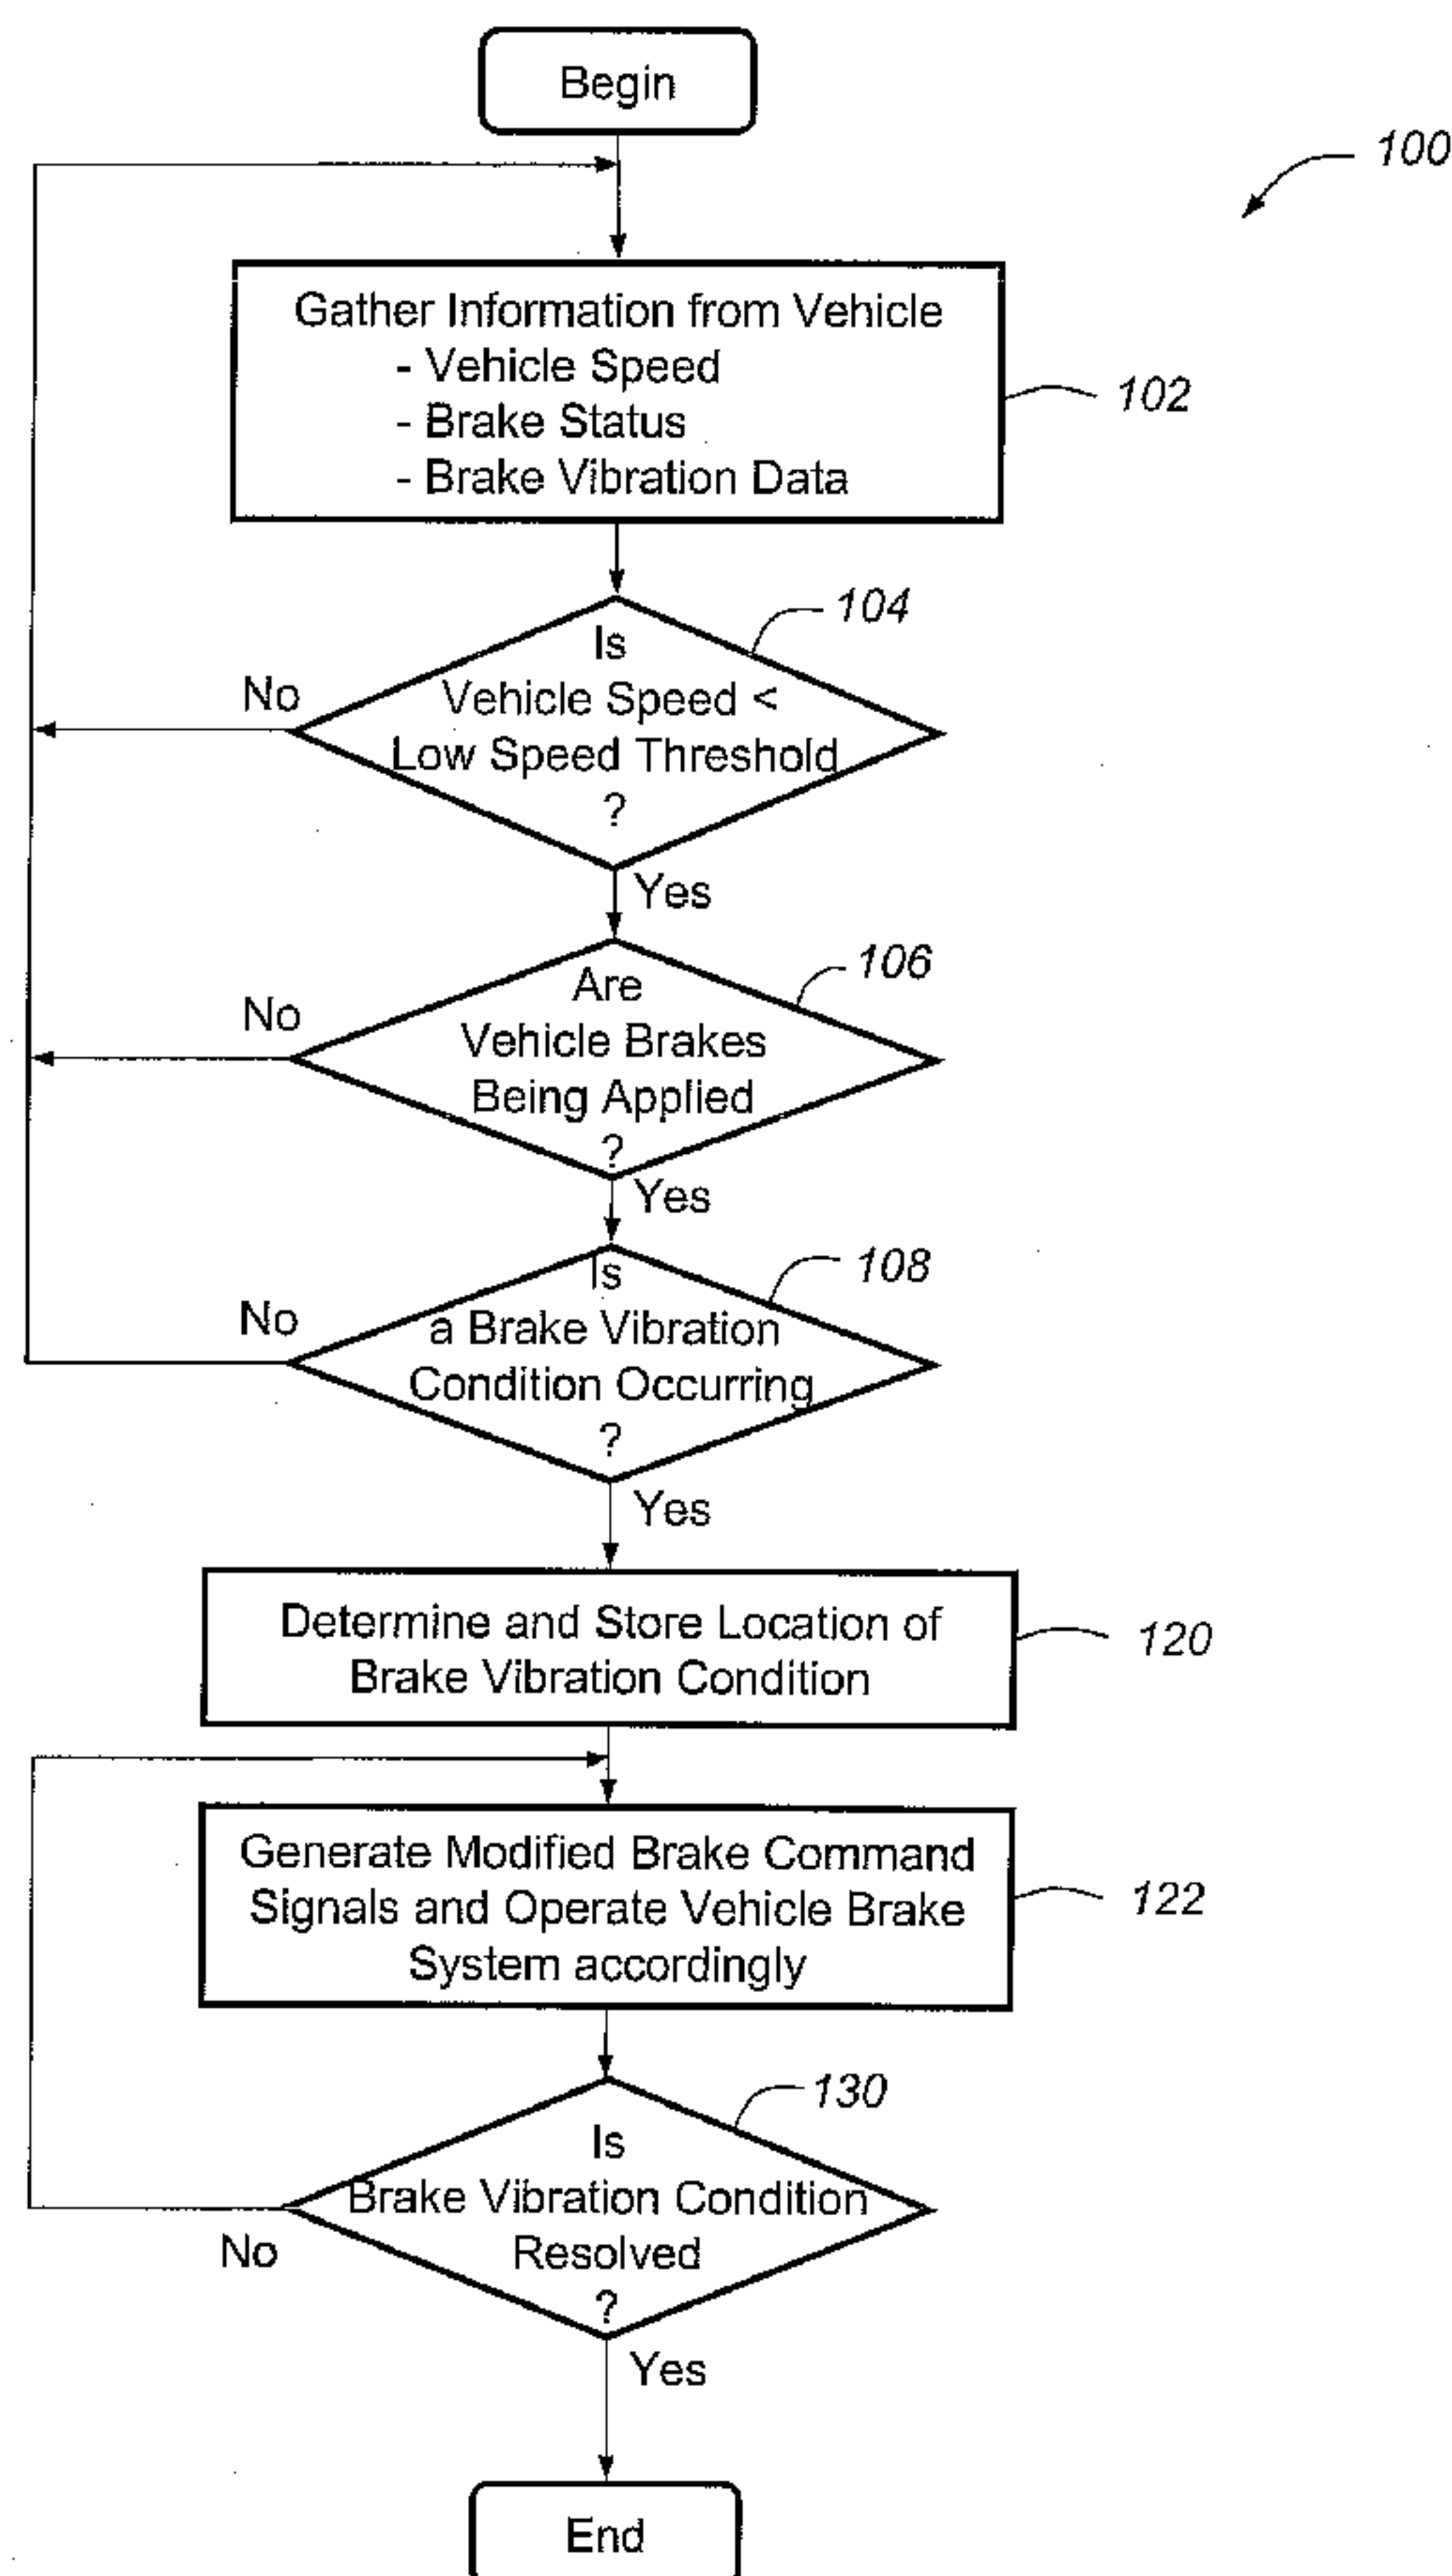 Begin
100
Gather Information from Vehicle
- Vehicle Speed
- Brake Status
- Brake Vibration Data
102
104
Is
Vehicle Speed <
Low Speed Threshold
?
No
Yes
106
Are
Vehicle Brakes
Being Applied
?
No
Yes
108
Is
a Brake Vibration
Condition Occurring
?
No
Yes
Determine and Store Location of
Brake Vibration Condition
120
Generate Modified Brake Command
Signals and Operate Vehicle Brake
System accordingly
122
130
Is
Brake Vibration Condition
Resolved
?
No
Yes
End